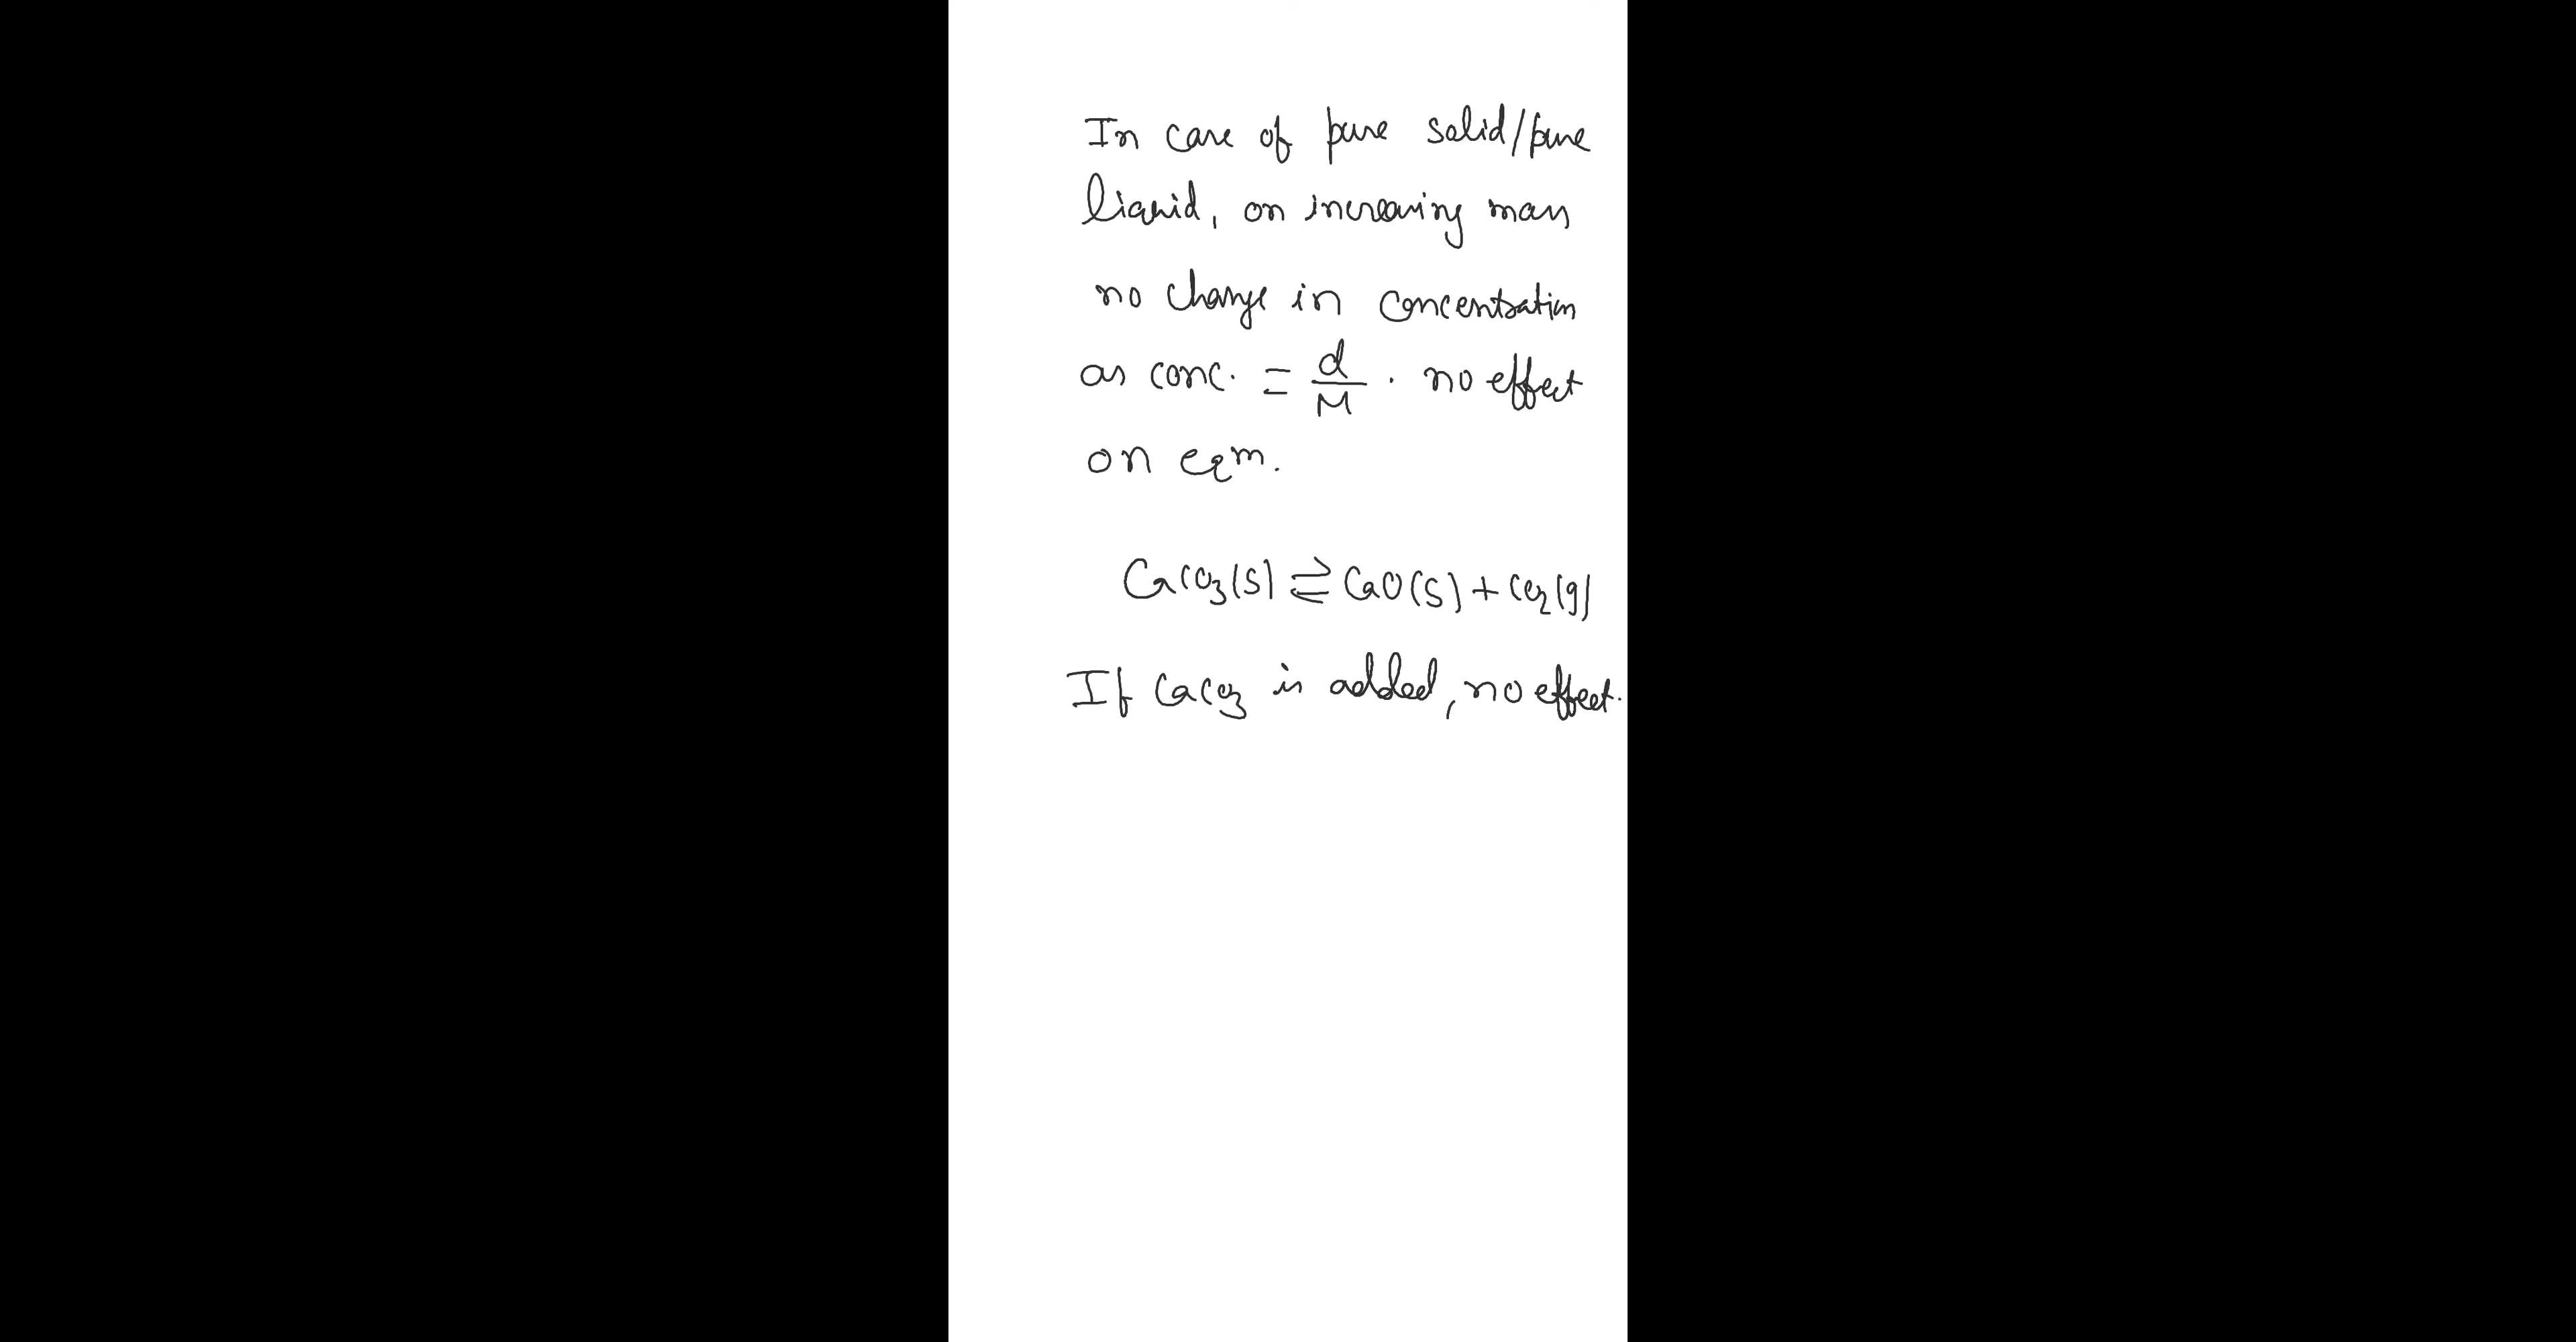 In case of pure solid/pure
liquid, on increasing mass
no change in concentration
as conc. = d/M . no effect
on eqm.
CaCO3(s) ⇌ CaO(s) + CO2(g)
If CaCO3 is added, no effect.